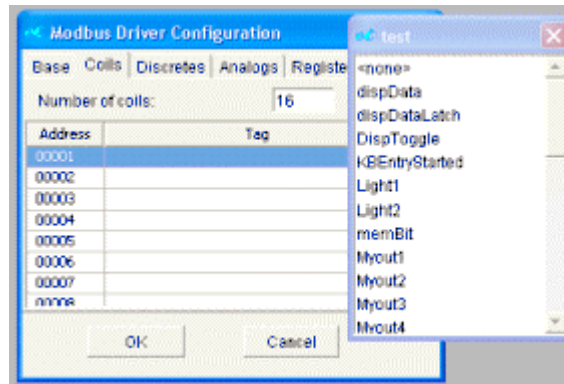 Modbus Driver Configuration
Base Coils Discretes Analogs Registe
Number of coils: 16
Address Tag
00001
00002
00003
00004
00005
00006
00007
00008
OK Cancel
test
<none>
dispData
dispDataLatch
DispToggle
KBEntryStarted
Light1
Light2
memBit
Myout1
Myout2
Myout3
Myout4